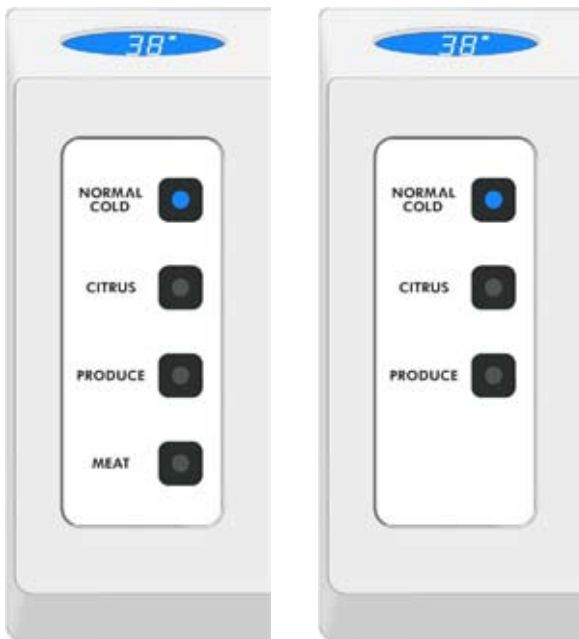 38°
NORMAL
COLD
CITRUS
PRODUCE
MEAT
38°
NORMAL
COLD
CITRUS
PRODUCE